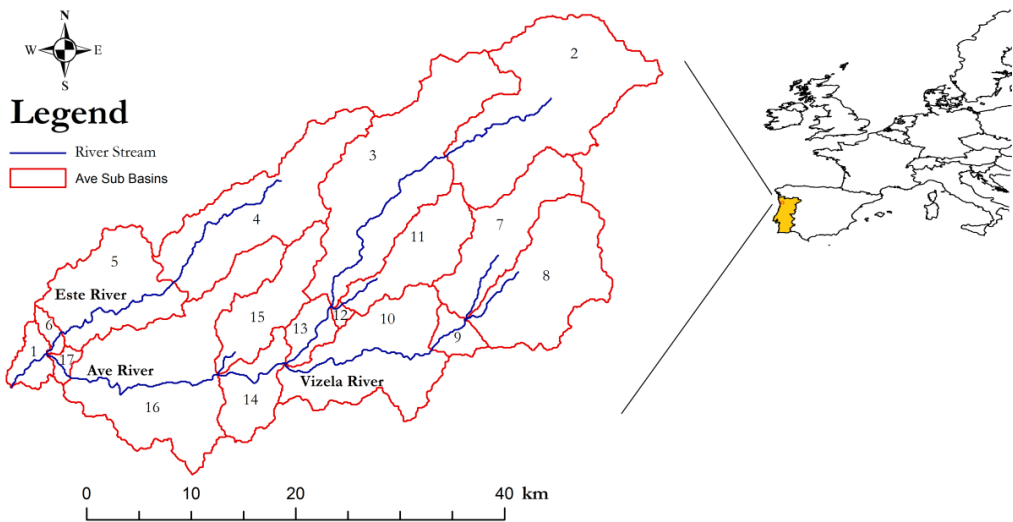 N
W E
S
Legend
River Stream
Ave Sub Basins
2
3
4
11
7
5
8
Este River
15
13
12
10
6
9
1
17
Ave River
Vizela River
16
14
0 10 20 40 km